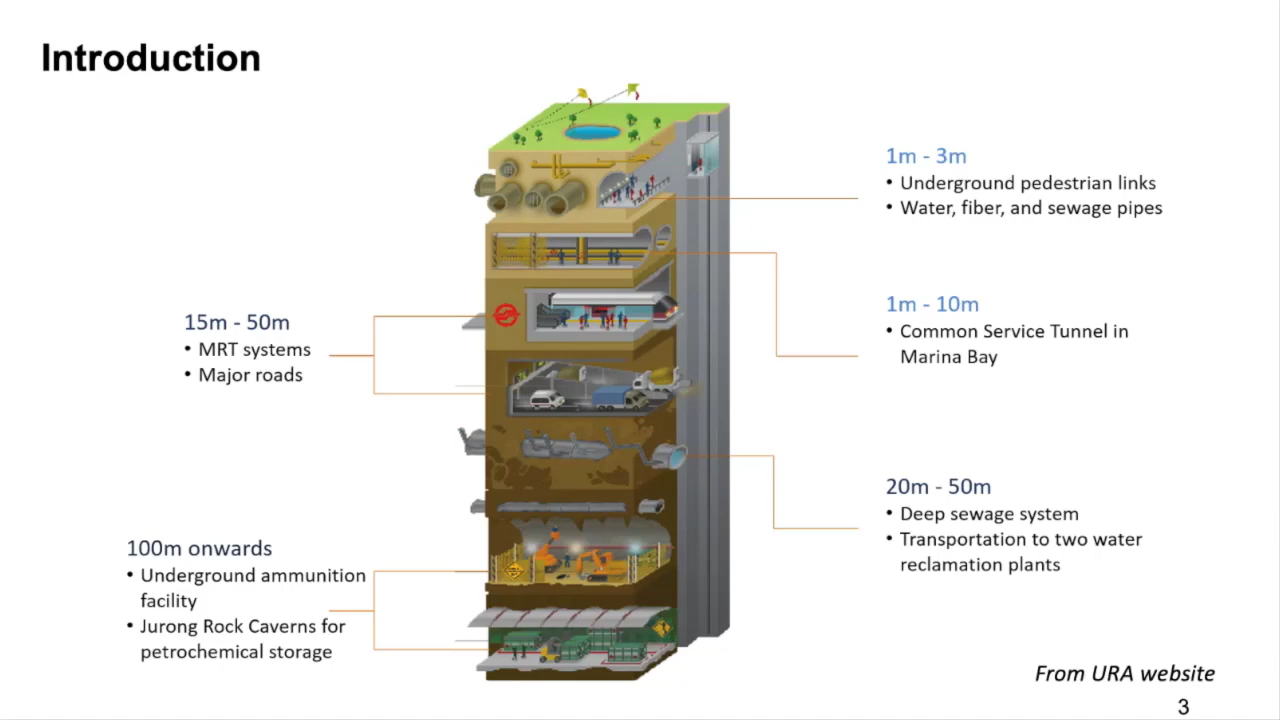 Introduction
1m - 3m
• Underground pedestrian links
• Water, fiber, and sewage pipes
1m - 10m
• Common Service Tunnel in
Marina Bay
15m - 50m
• MRT systems
• Major roads
20m - 50m
• Deep sewage system
• Transportation to two water
reclamation plants
100m onwards
• Underground ammunition
facility
• Jurong Rock Caverns for
petrochemical storage
From URA website
3